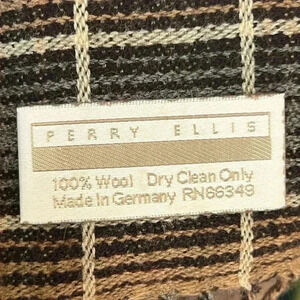 PERRY ELLIS
100% Wool Dry Clean Only
Made in Germany RN66349